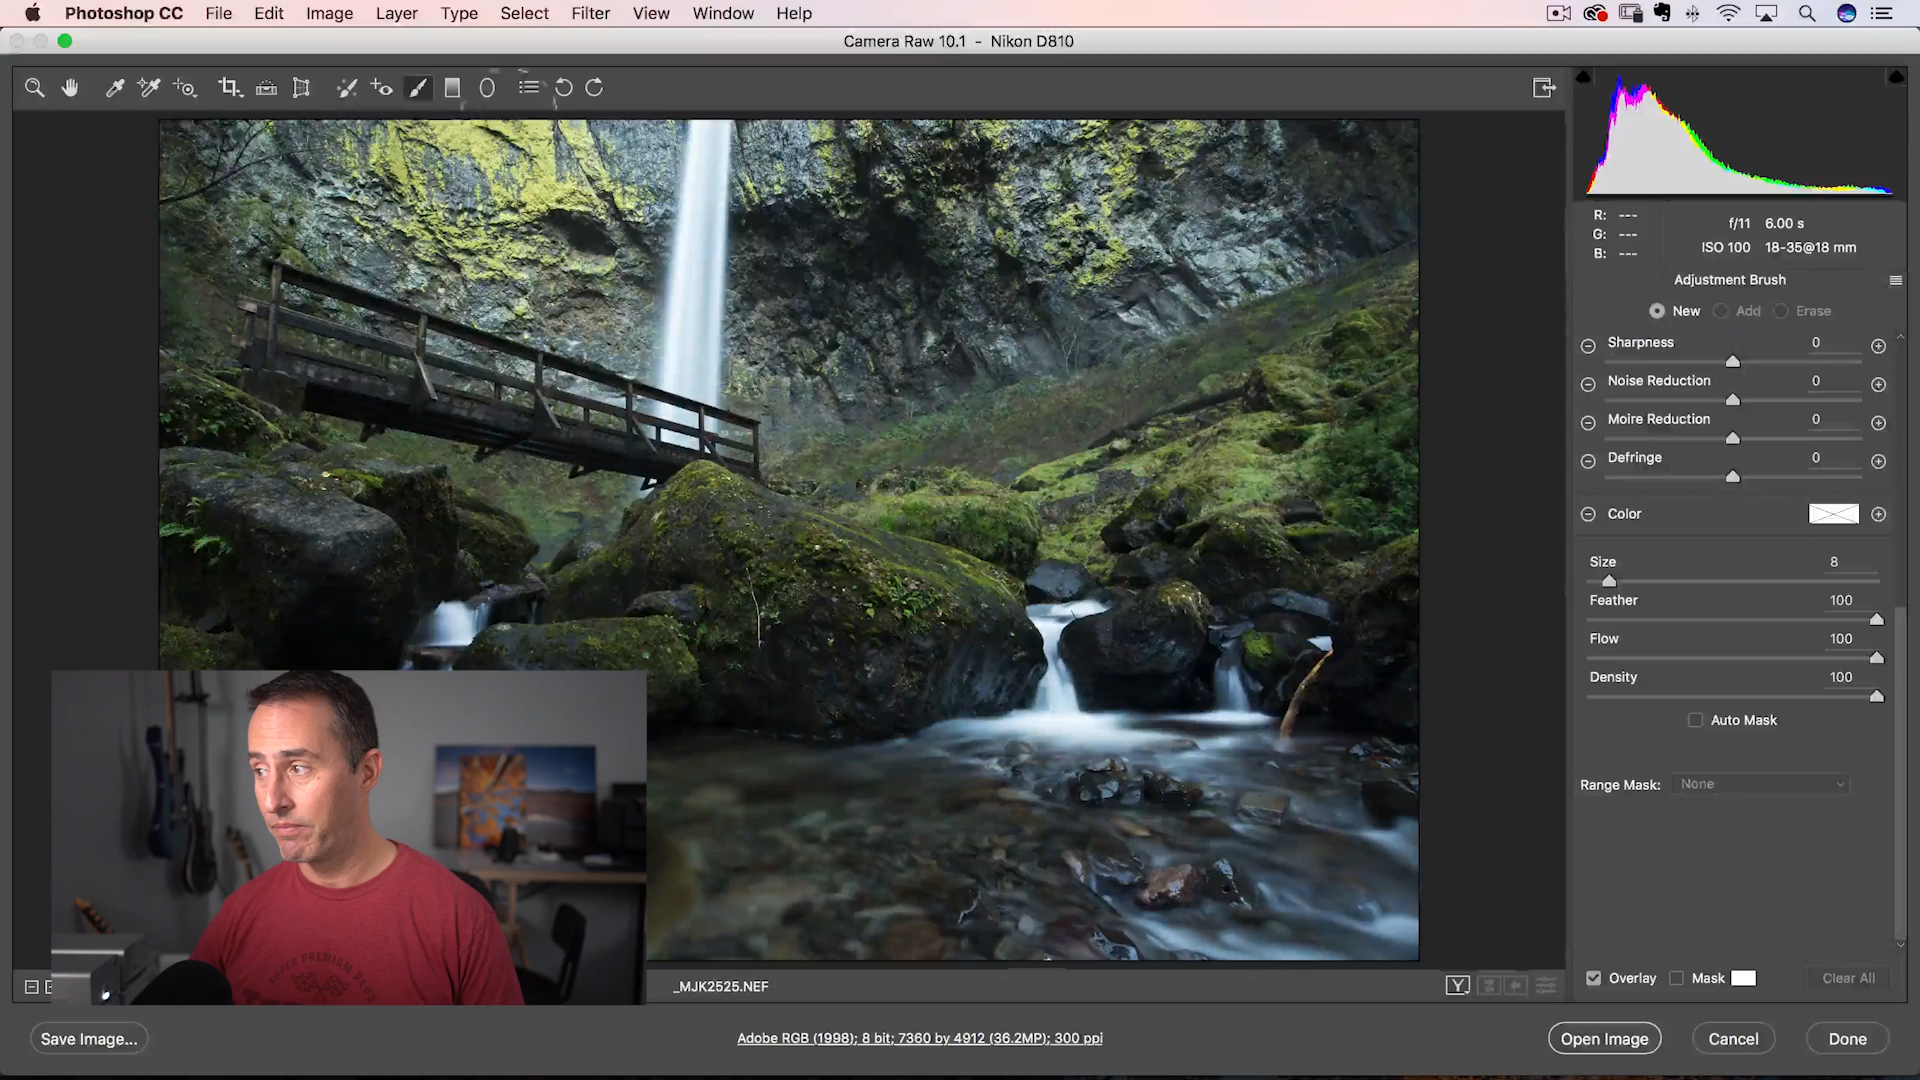 Photoshop CC File Edit Image Layer Type Select Filter View Window Help
Camera Raw 10.1 - Nikon D810
R: ---
G: ---
B: ---
f/11 6.00 s
ISO 100 18-35@18 mm
Adjustment Brush
New Add Erase
Sharpness 0
Noise Reduction 0
Moire Reduction 0
Defringe 0
Color
Size 8
Feather 100
Flow 100
Density 100
Auto Mask
Range Mask: None
Y
_MJK2525.NEF
Overlay Mask Clear All
Save Image...
Adobe RGB (1998); 8 bit; 7360 by 4912 (36.2MP); 300 ppi
Open Image Cancel Done